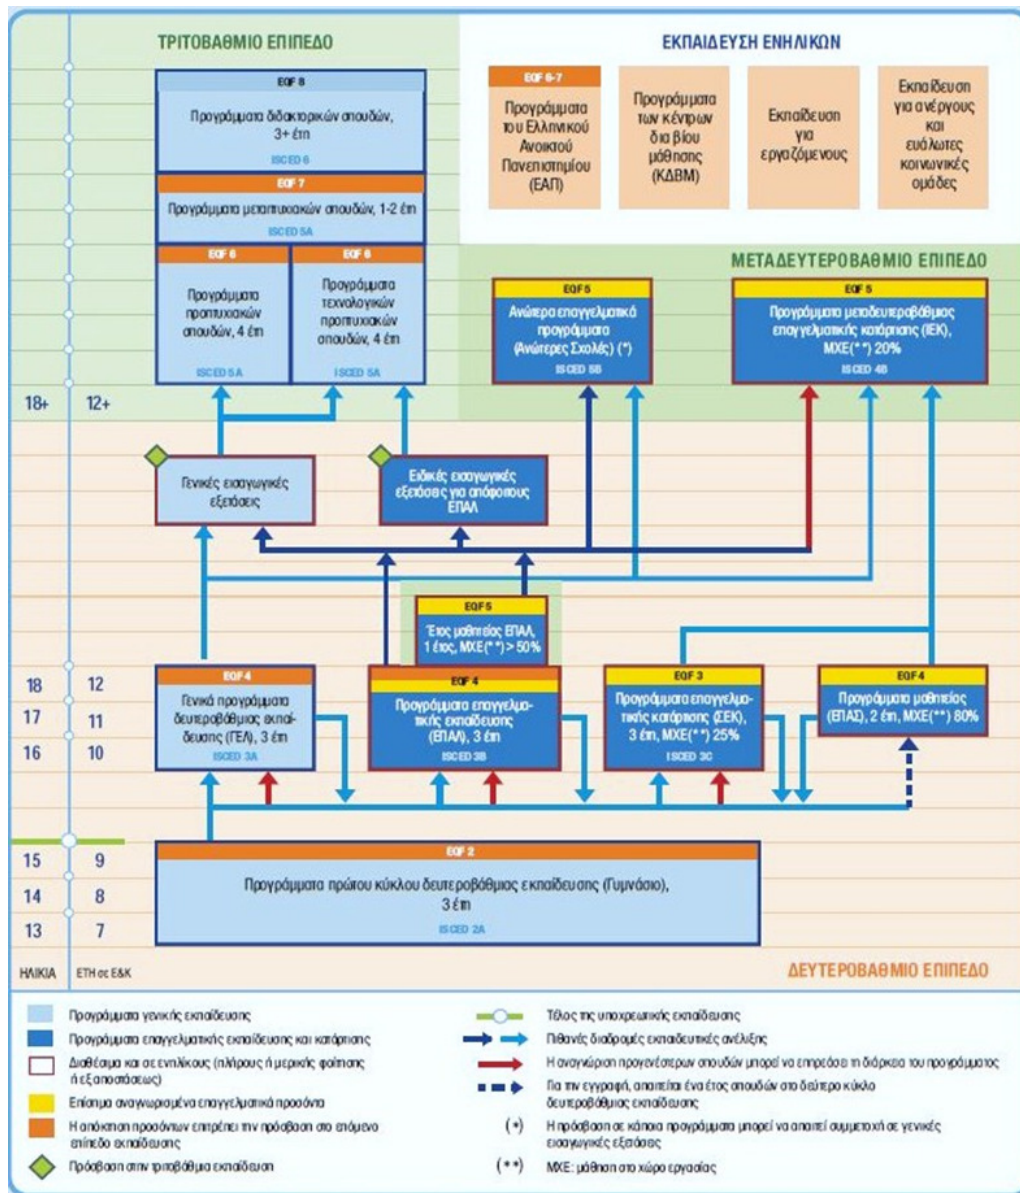 ΤΡΙΤΟΒΑΘΜΙΟ ΕΠΙΠΕΔΟ
EQF 8
Προγράμματα διδακτορικών σπουδών,
3+ έτη
ISCED 6
EQF 7
Προγράμματα μεταπτυχιακών σπουδών, 1-2 έτη
ISCED 5A
EQF 6
Προγράμματα
προπτυχιακών
σπουδών, 4 έτη
ISCED 5A
EQF 6
Προγράμματα
τεχνολογικών
προπτυχιακών
σπουδών, 4 έτη
ISCED 5A
ΕΚΠΑΙΔΕΥΣΗ ΕΝΗΛΙΚΩΝ
EQF 6-7
Προγράμματα
του Ελληνικού
Ανοικτού
Πανεπιστημίου
(ΕΑΠ)
Προγράμματα
των κέντρων
δια βίου
μάθησης
(ΚΔΒΜ)
Εκπαίδευση
για
εργαζόμενους
Εκπαίδευση
για ανέργους
και
ευάλωτες
κοινωνικές
ομάδες
ΜΕΤΑΔΕΥΤΕΡΟΒΑΘΜΙΟ ΕΠΙΠΕΔΟ
EQF 5
Ανώτερα επαγγελματικά
προγράμματα
(Ανώτερες Σχολές) (*)
ISCED 5B
EQF 5
Προγράμματα μεταδευτεροβάθμιας
επαγγελματικής κατάρτισης (ΙΕΚ),
ΜΧΕ(**) 20%
ISCED 4B
18+ 12+
Γενικές εισαγωγικές
εξετάσεις
Ειδικές εισαγωγικές
εξετάσεις για απόφοιτους
ΕΠΑΛ
EQF 5
Έτος μαθητείας ΕΠΑΛ,
1 έτος, ΜΧΕ(**) > 50%
18 12
17 11
16 10
EQF 4
Γενικά προγράμματα
δευτεροβάθμιας εκπαί-
δευσης (ΓΕΛ), 3 έτη
ISCED 3A
EQF 4
Προγράμματα επαγγελμα-
τικής εκπαίδευσης
(ΕΠΑΛ), 3 έτη
ISCED 3B
EQF 3
Προγράμματα επαγγελμα-
τικής κατάρτισης (ΣΕΚ),
3 έτη, ΜΧΕ(**) 25%
ISCED 3C
EQF 4
Προγράμματα μαθητείας
(ΕΠΑΣ), 2 έτη, ΜΧΕ(**) 80%
15 9
14 8
13 7
EQF 2
Προγράμματα πρώτου κύκλου δευτεροβάθμιας εκπαίδευσης (Γυμνάσιο),
3 έτη
ISCED 2A
ΗΛΙΚΙΑ ΕΤΗ σε Ε&Κ
ΔΕΥΤΕΡΟΒΑΘΜΙΟ ΕΠΙΠΕΔΟ
Προγράμματα γενικής εκπαίδευσης
Προγράμματα επαγγελματικής εκπαίδευσης και κατάρτισης
Διαθέσιμα και σε ενηλίκους (πλήρους ή μερικής φοίτησης
ή εξ αποστάσεως)
Επίσημα αναγνωρισμένα επαγγελματικά προσόντα
Η απόκτηση προσόντων επιτρέπει την πρόσβαση στο επόμενο
επίπεδο εκπαίδευσης
Πρόσβαση στην τριτοβάθμια εκπαίδευση
Τέλος της υποχρεωτικής εκπαίδευσης
Πιθανές διαδρομές εκπαιδευτικές ανέλιξης
Η αναγνώριση προγενέστερων σπουδών μπορεί να επηρεάσει τη διάρκεια του προγράμματος
Για την εγγραφή, απαιτείται ένα έτος σπουδών στο δεύτερο κύκλο
δευτεροβάθμιας εκπαίδευσης
(*) Η πρόσβαση σε κάποια προγράμματα μπορεί να απαιτεί συμμετοχή σε γενικές
εισαγωγικές εξετάσεις
(**) ΜΧΕ: μάθηση στο χώρο εργασίας